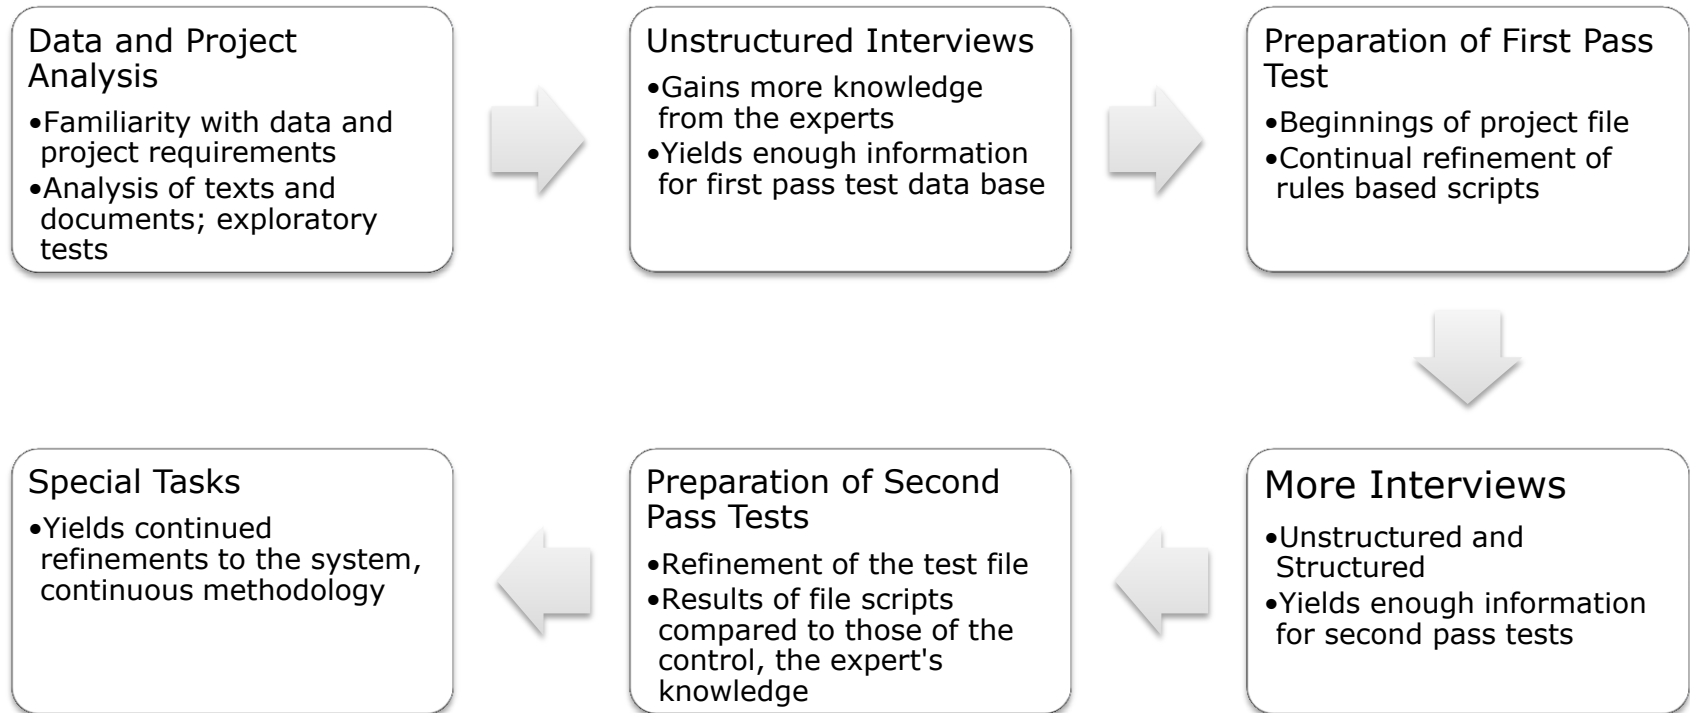 Data and Project
Analysis
•Familiarity with data and
project requirements
•Analysis of texts and
documents; exploratory
tests
Unstructured Interviews
•Gains more knowledge
from the experts
•Yields enough information
for first pass test data base
Preparation of First Pass
Test
•Beginnings of project file
•Continual refinement of
rules based scripts
More Interviews
•Unstructured and
Structured
•Yields enough information
for second pass tests
Preparation of Second
Pass Tests
•Refinement of the test file
•Results of file scripts
compared to those of the
control, the expert's
knowledge
Special Tasks
•Yields continued
refinements to the system,
continuous methodology